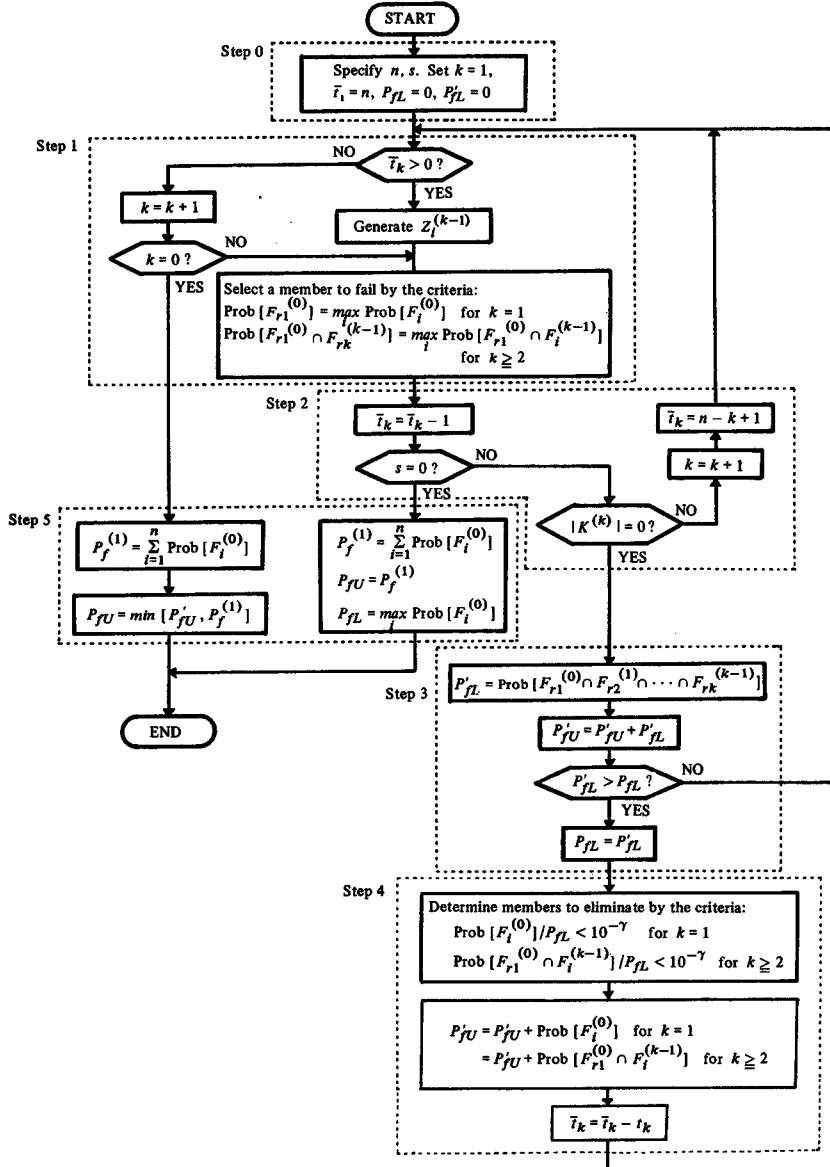 START
Step 0
Specify n, s. Set k = 1,
t̅₁ = n, P_fL = 0, P′_fL = 0
Step 1
NO
t̅_k > 0 ?
YES
k = k + 1
Generate Z_i^(k−1)
k = 0 ?
NO
YES
Select a member to fail by the criteria:
Prob [F_r1^(0)] = max_i Prob [F_i^(0)] for k = 1
Prob [F_r1^(0) ∩ F_rk^(k−1)] = max_i Prob [F_r1^(0) ∩ F_i^(k−1)]
for k ≧ 2
Step 2
t̅_k = t̅_k − 1
t̅_k = n − k + 1
s = 0 ?
NO
YES
k = k + 1
|K^(k)| = 0 ?
NO
YES
Step 5
P_f^(1) = Σ_{i=1}^{n} Prob [F_i^(0)]
P_fU = min [P′_fU , P_f^(1)]
P_f^(1) = Σ_{i=1}^{n} Prob [F_i^(0)]
P_fU = P_f^(1)
P_fL = max_i Prob [F_i^(0)]
END
Step 3
P′_fL = Prob [F_r1^(0) ∩ F_r2^(1) ∩ · · · ∩ F_rk^(k−1)]
P′_fU = P′_fU + P′_fL
P′_fL > P_fL ?
NO
YES
P_fL = P′_fL
Step 4
Determine members to eliminate by the criteria:
Prob [F_i^(0)] / P_fL < 10^−γ for k = 1
Prob [F_r1^(0) ∩ F_i^(k−1)] / P_fL < 10^−γ for k ≧ 2
P′_fU = P′_fU + Prob [F_i^(0)] for k = 1
= P′_fU + Prob [F_r1^(0) ∩ F_i^(k−1)] for k ≧ 2
t̅_k = t̅_k − t_k